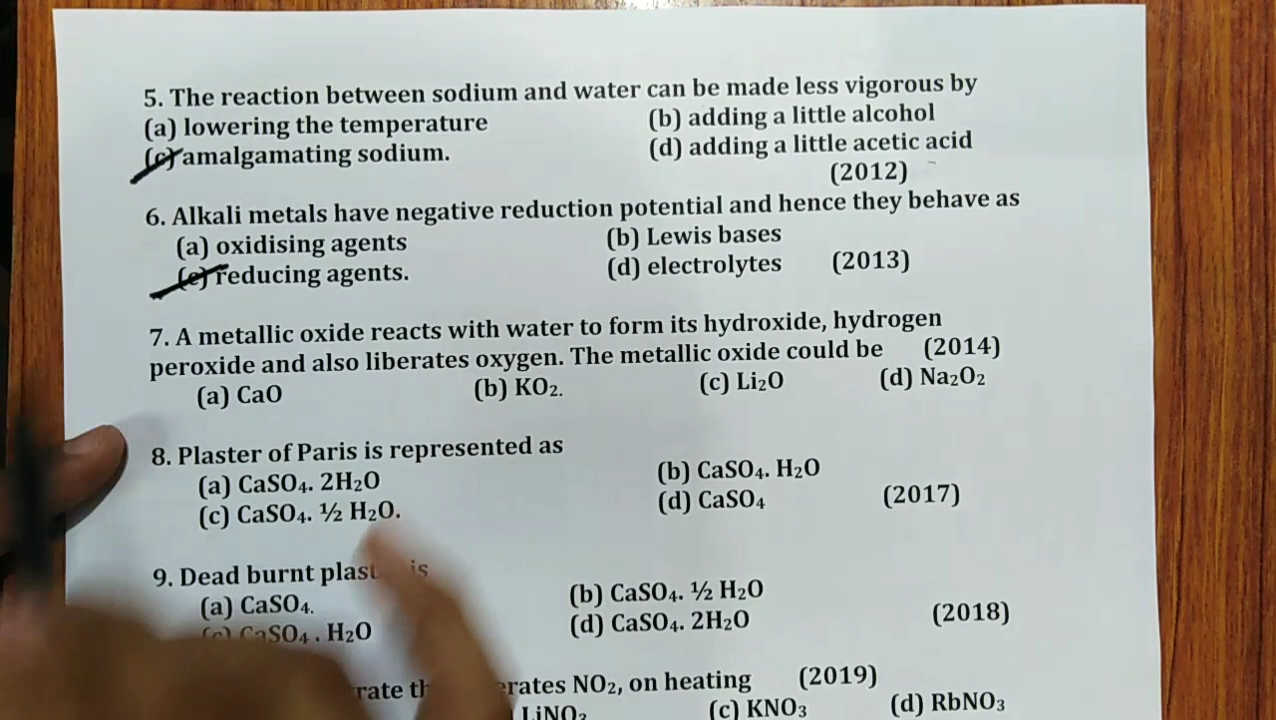 5. The reaction between sodium and water can be made less vigorous by
(a) lowering the temperature (b) adding a little alcohol
(c) amalgamating sodium. (d) adding a little acetic acid
(2012)
6. Alkali metals have negative reduction potential and hence they behave as
(a) oxidising agents (b) Lewis bases
(c) reducing agents. (d) electrolytes (2013)
7. A metallic oxide reacts with water to form its hydroxide, hydrogen
peroxide and also liberates oxygen. The metallic oxide could be (2014)
(a) CaO (b) KO₂. (c) Li₂O (d) Na₂O₂
8. Plaster of Paris is represented as
(a) CaSO₄. 2H₂O (b) CaSO₄. H₂O
(c) CaSO₄. ½ H₂O. (d) CaSO₄ (2017)
9. Dead burnt is
(a) CaSO₄. (b) CaSO₄. ½ H₂O
(c) CaSO₄ . H₂O (d) CaSO₄. 2H₂O (2018)
NO₂, on heating (2019)
LiNO₃ (c) KNO₃ (d) RbNO₃